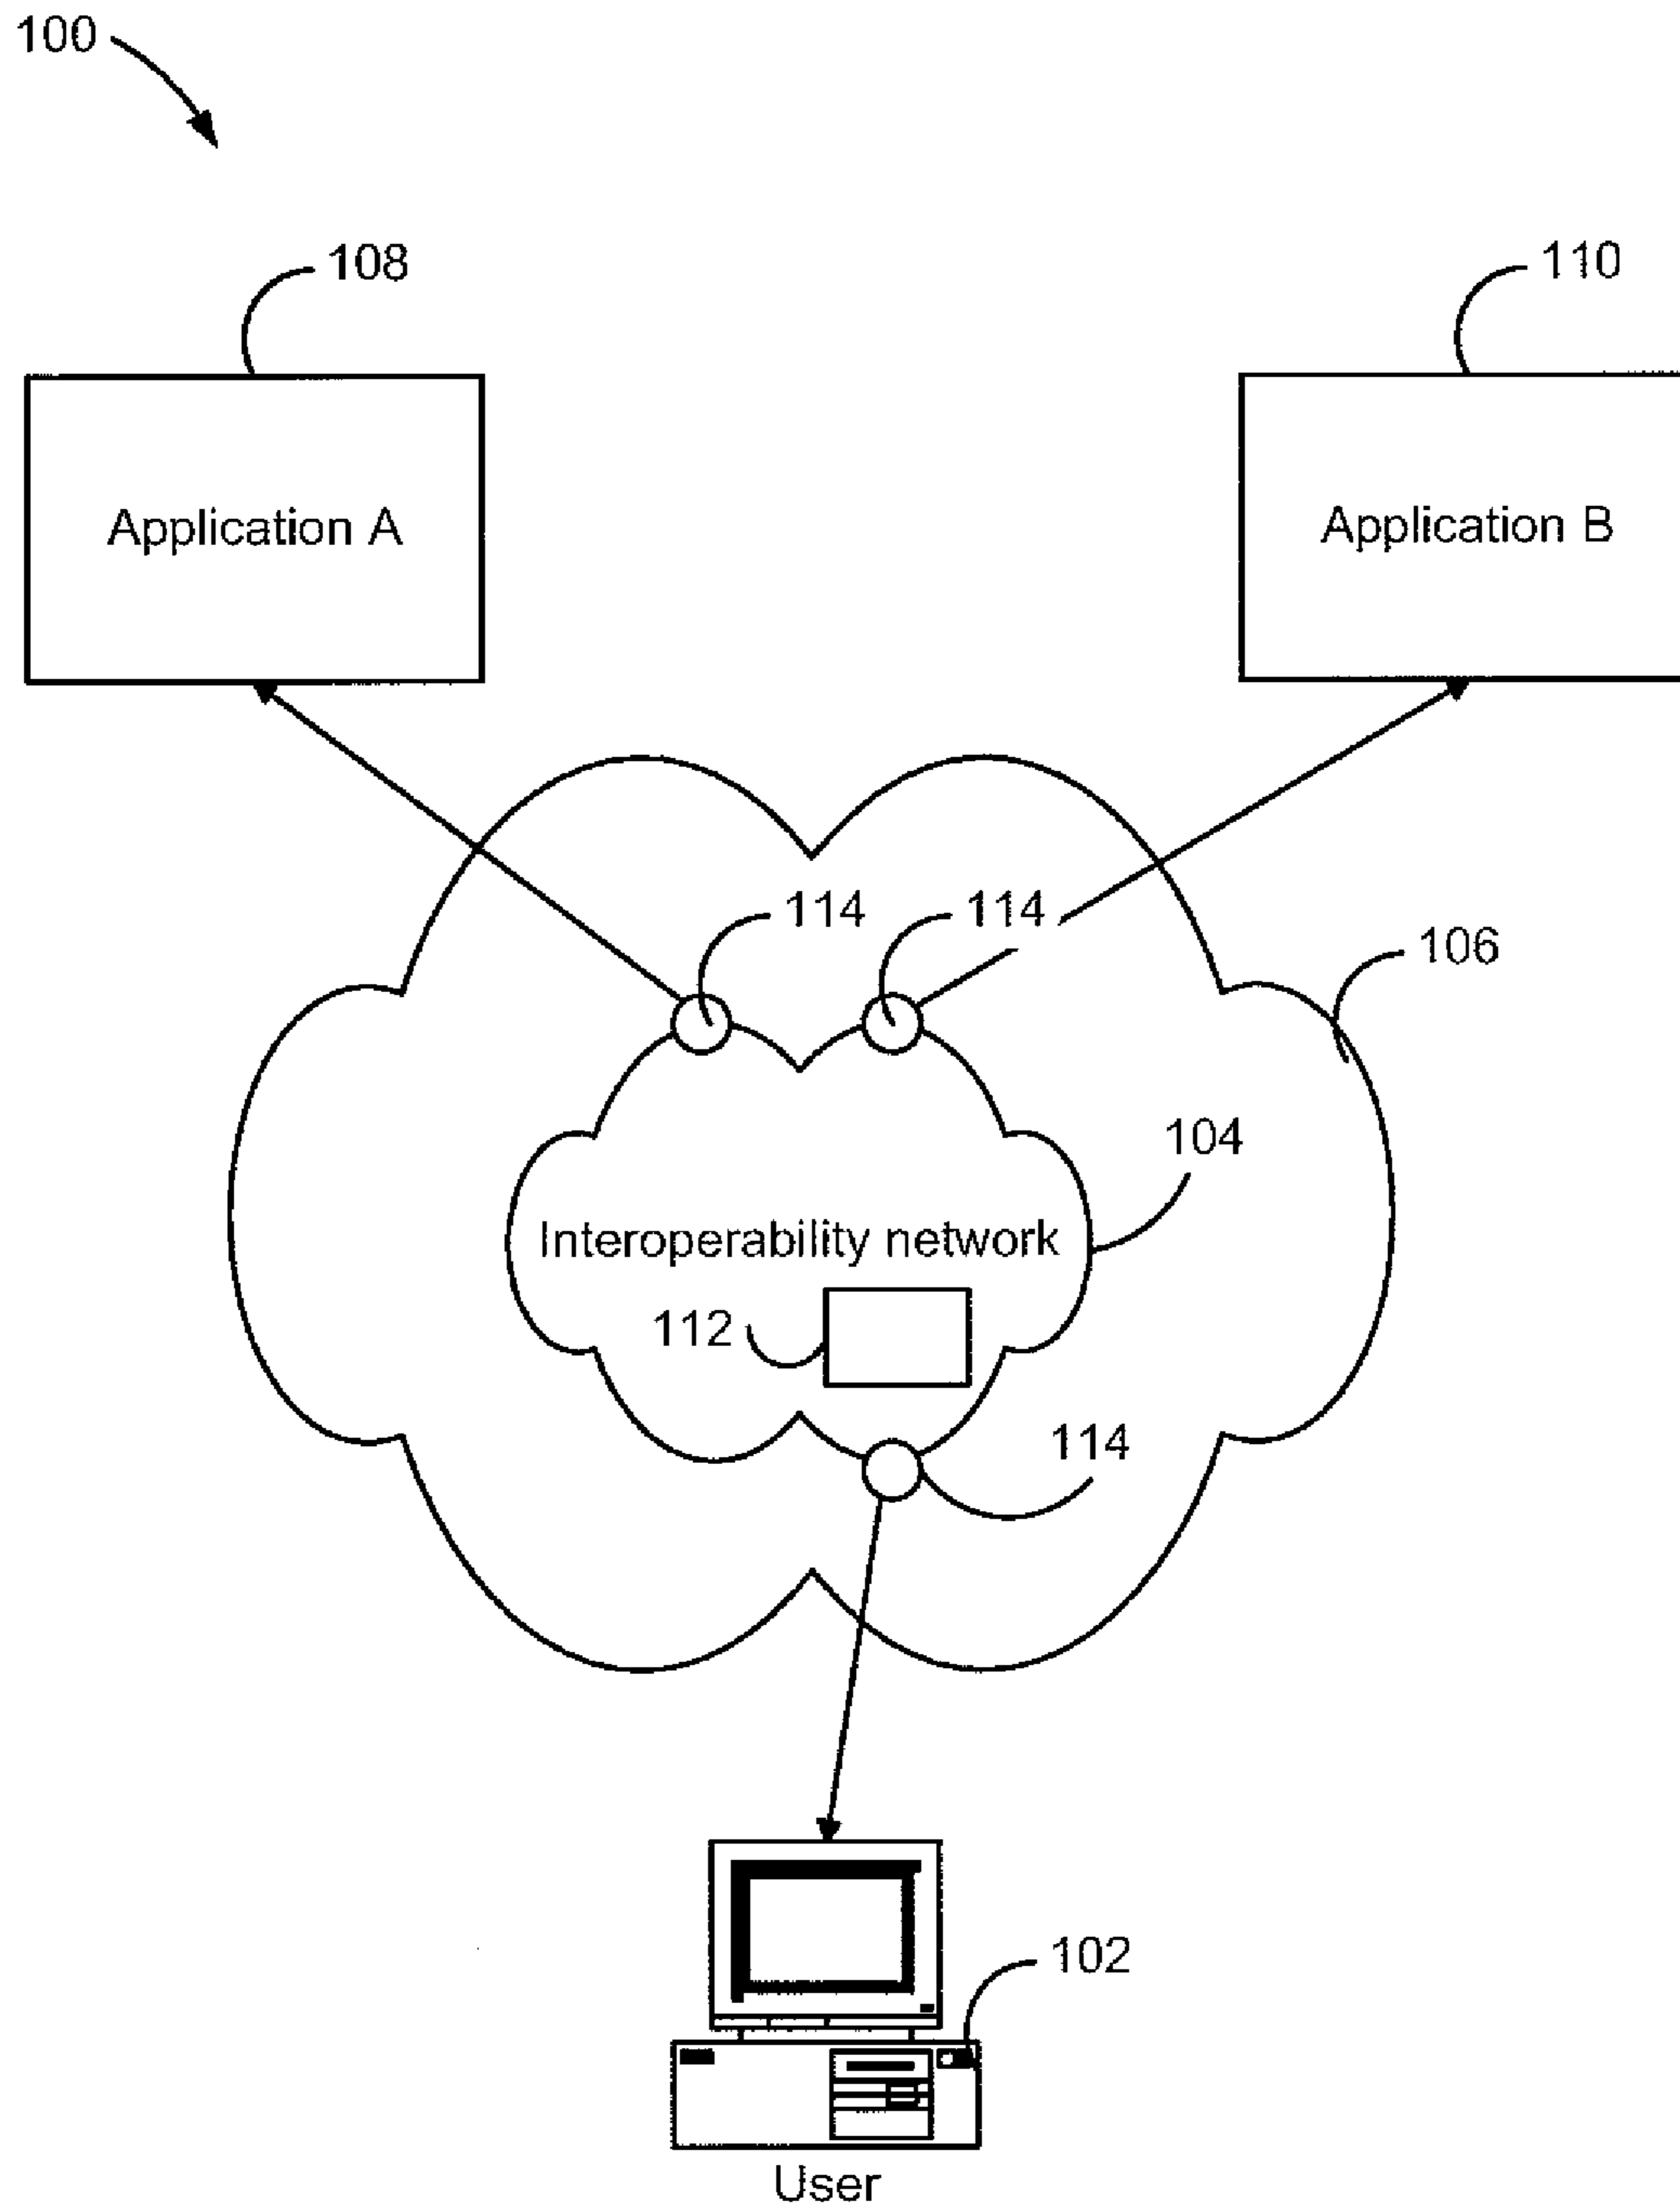 100
108
110
Application A
Application B
114
114
106
104
Interoperability network
112
114
102
User